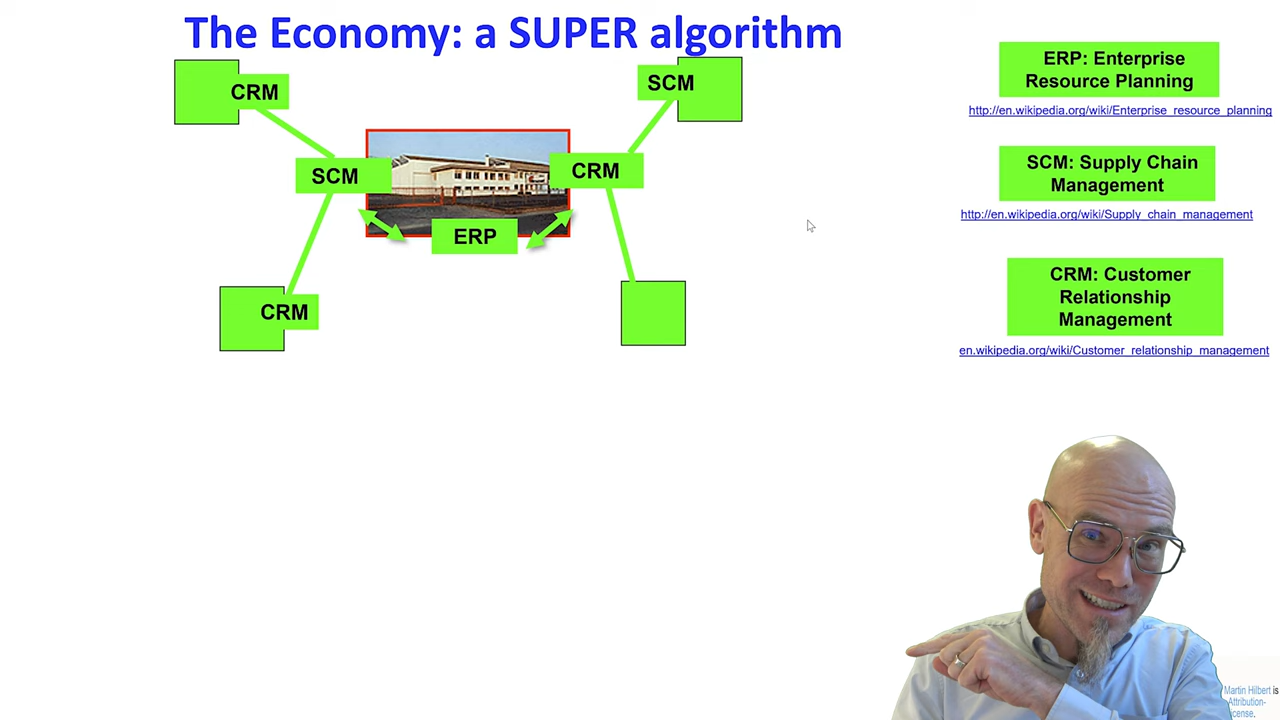 The Economy: a SUPER algorithm
CRM
SCM
SCM
CRM
ERP
CRM
ERP: Enterprise
Resource Planning
http://en.wikipedia.org/wiki/Enterprise_resource_planning
SCM: Supply Chain
Management
http://en.wikipedia.org/wiki/Supply_chain_management
CRM: Customer
Relationship
Management
en.wikipedia.org/wiki/Customer_relationship_management
Martin Hilbert is
Attribution-